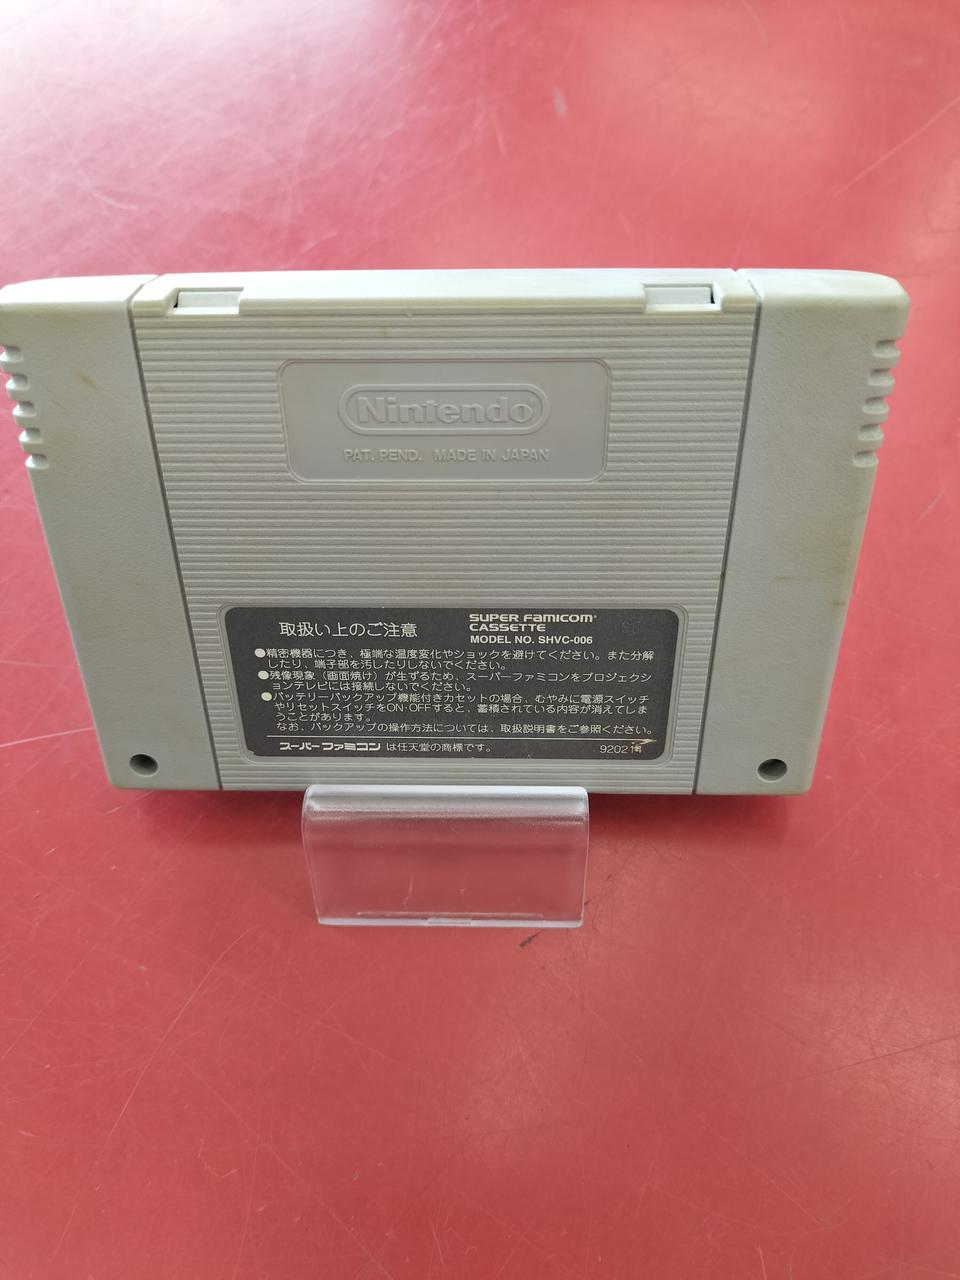 Nintendo
PAT. PEND. MADE IN JAPAN
取扱い上のご注意
SUPER FAMICOM
CASSETTE
MODEL NO. SHVC-006
●精密機器につき、極端な温度変化やショックを避けてください。また分解
したり、端子部を汚したりしないでください。
●残像現象（画面焼け）が生ずるため、スーパーファミコンをプロジェクシ
ョンテレビには接続しないでください。
●バッテリーバックアップ機能付きカセットの場合、むやみに電源スイッチ
やリセットスイッチをON・OFFすると、蓄積されている内容が消えてしま
うことがあります。
なお、バックアップの操作方法については、取扱説明書をご参照ください。
スーパーファミコン は任天堂の商標です。